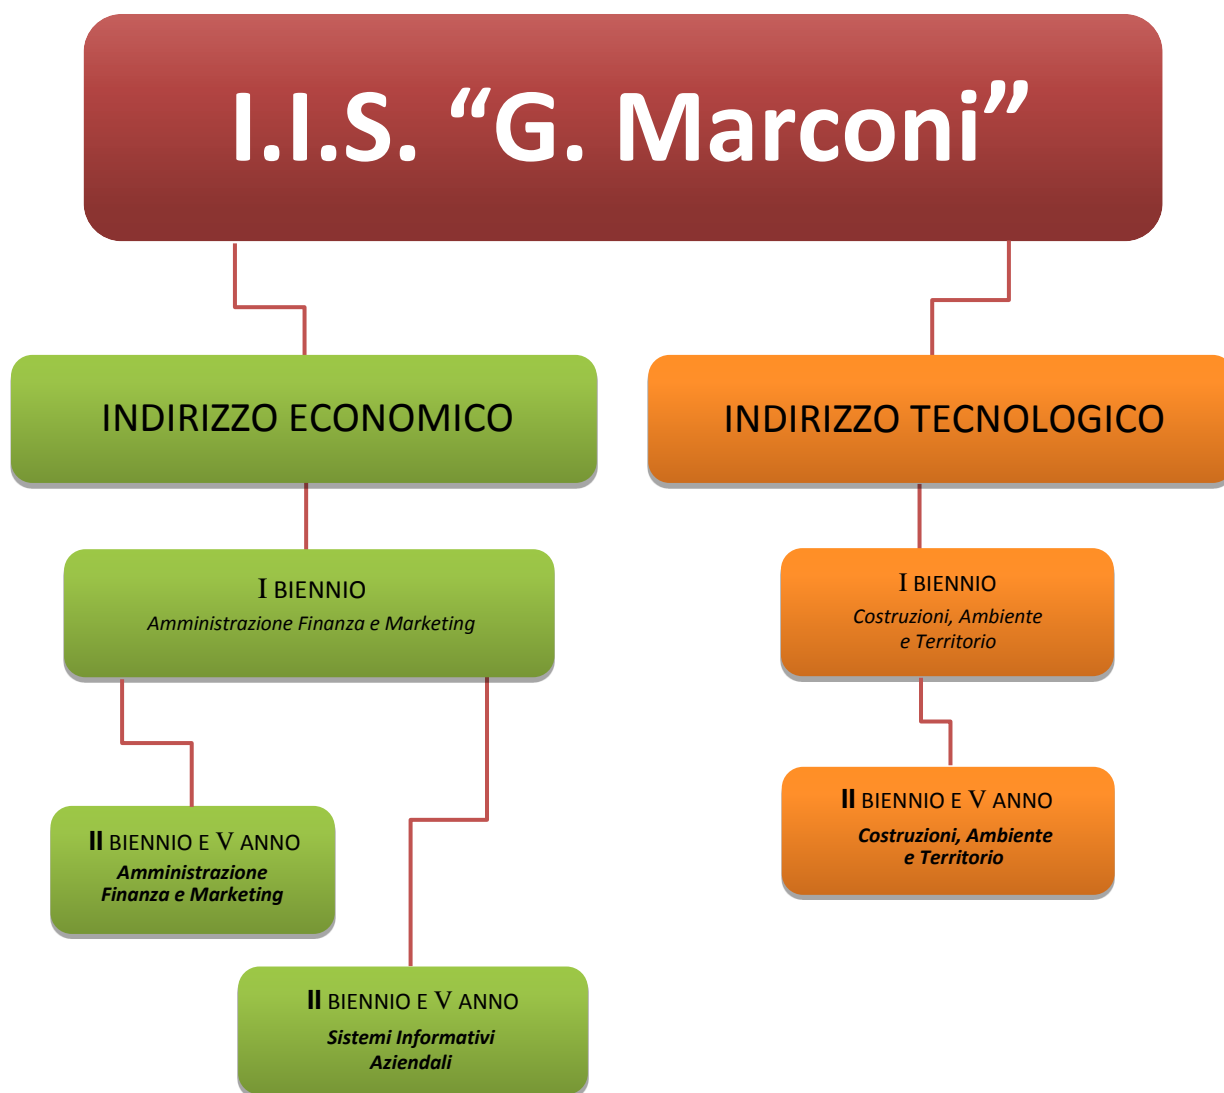 I.I.S. “G. Marconi”
INDIRIZZO ECONOMICO
INDIRIZZO TECNOLOGICO
I BIENNIO
Amministrazione Finanza e Marketing
I BIENNIO
Costruzioni, Ambiente
e Territorio
II BIENNIO E V ANNO
Amministrazione
Finanza e Marketing
II BIENNIO E V ANNO
Costruzioni, Ambiente
e Territorio
II BIENNIO E V ANNO
Sistemi Informativi
Aziendali